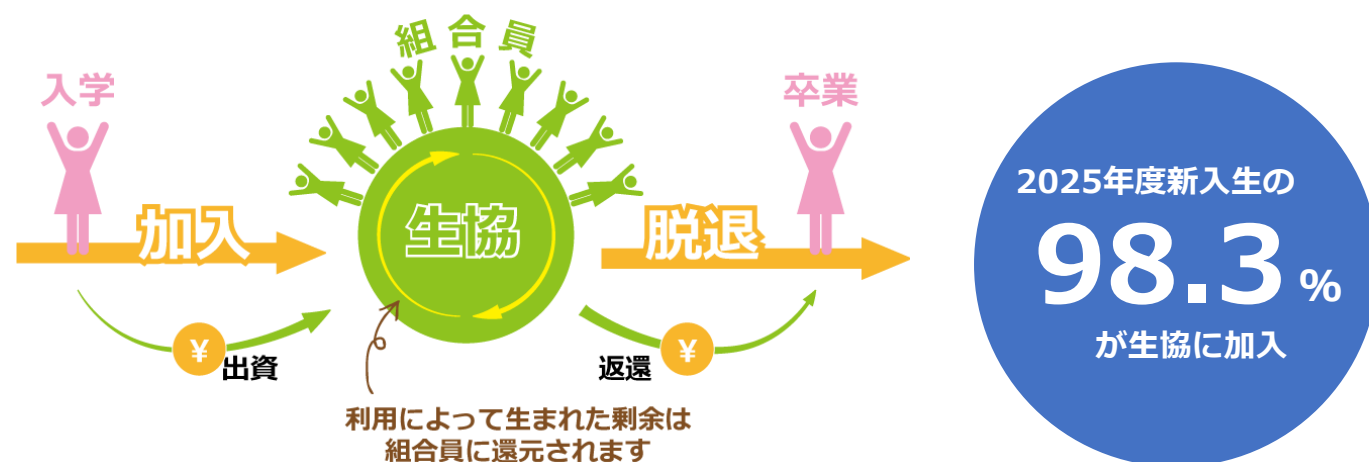 組合員
入学
卒業
加入
生協
脱退
¥
出資
返還
¥
利用によって生まれた剰余は
組合員に還元されます
2025年度新入生の
98.3%
が生協に加入